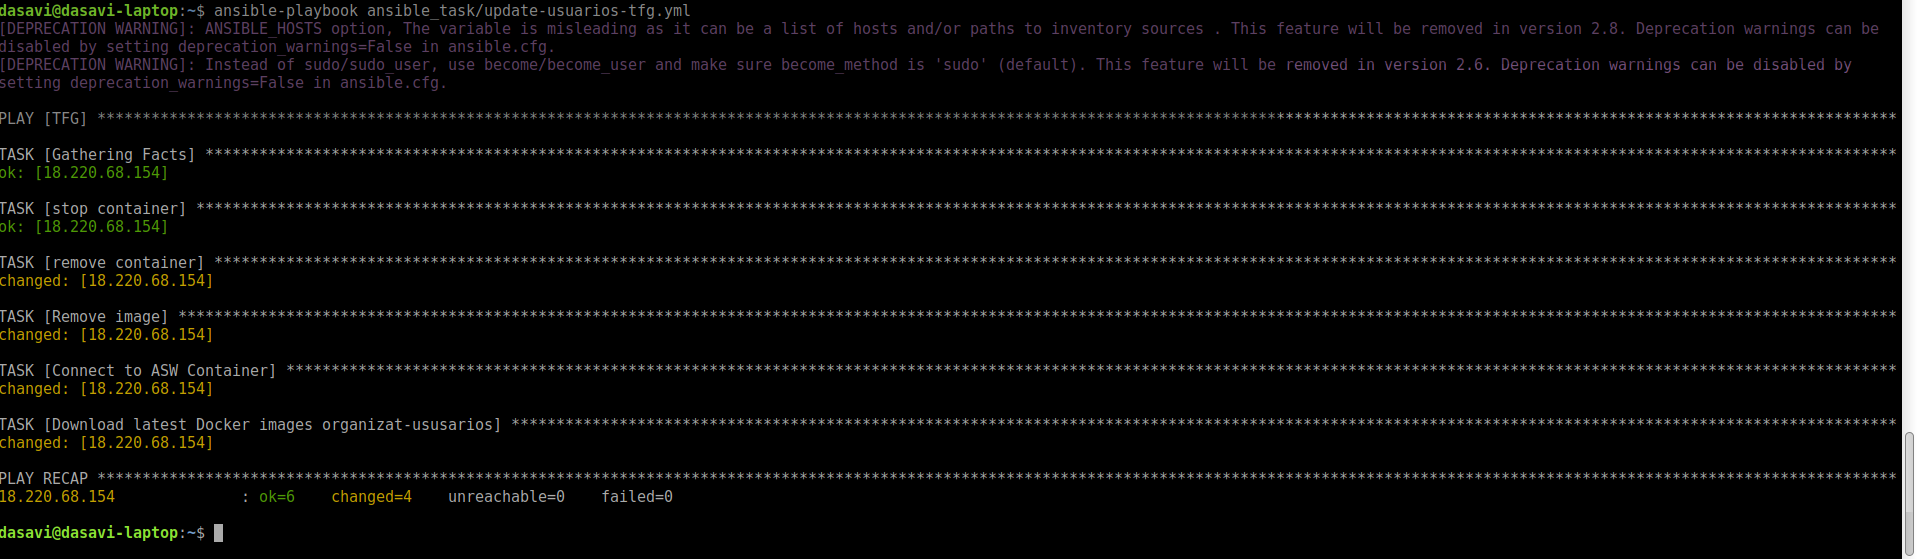 dasavi@dasavi-laptop:~$ ansible-playbook ansible_task/update-usuarios-tfg.yml
[DEPRECATION WARNING]: ANSIBLE_HOSTS option, The variable is misleading as it can be a list of hosts and/or paths to inventory sources . This feature will be removed in version 2.8. Deprecation warnings can be
disabled by setting deprecation_warnings=False in ansible.cfg.
[DEPRECATION WARNING]: Instead of sudo/sudo_user, use become/become_user and make sure become_method is 'sudo' (default). This feature will be removed in version 2.6. Deprecation warnings can be disabled by
setting deprecation_warnings=False in ansible.cfg.
PLAY [TFG] ****************************************************************************************************
TASK [Gathering Facts] ****************************************************************************************************
ok: [18.220.68.154]
TASK [stop container] ****************************************************************************************************
ok: [18.220.68.154]
TASK [remove container] ****************************************************************************************************
changed: [18.220.68.154]
TASK [Remove image] ****************************************************************************************************
changed: [18.220.68.154]
TASK [Connect to ASW Container] ****************************************************************************************************
changed: [18.220.68.154]
TASK [Download latest Docker images organizat-ususarios] ****************************************************************************************************
changed: [18.220.68.154]
PLAY RECAP ****************************************************************************************************
18.220.68.154              : ok=6    changed=4    unreachable=0    failed=0
dasavi@dasavi-laptop:~$